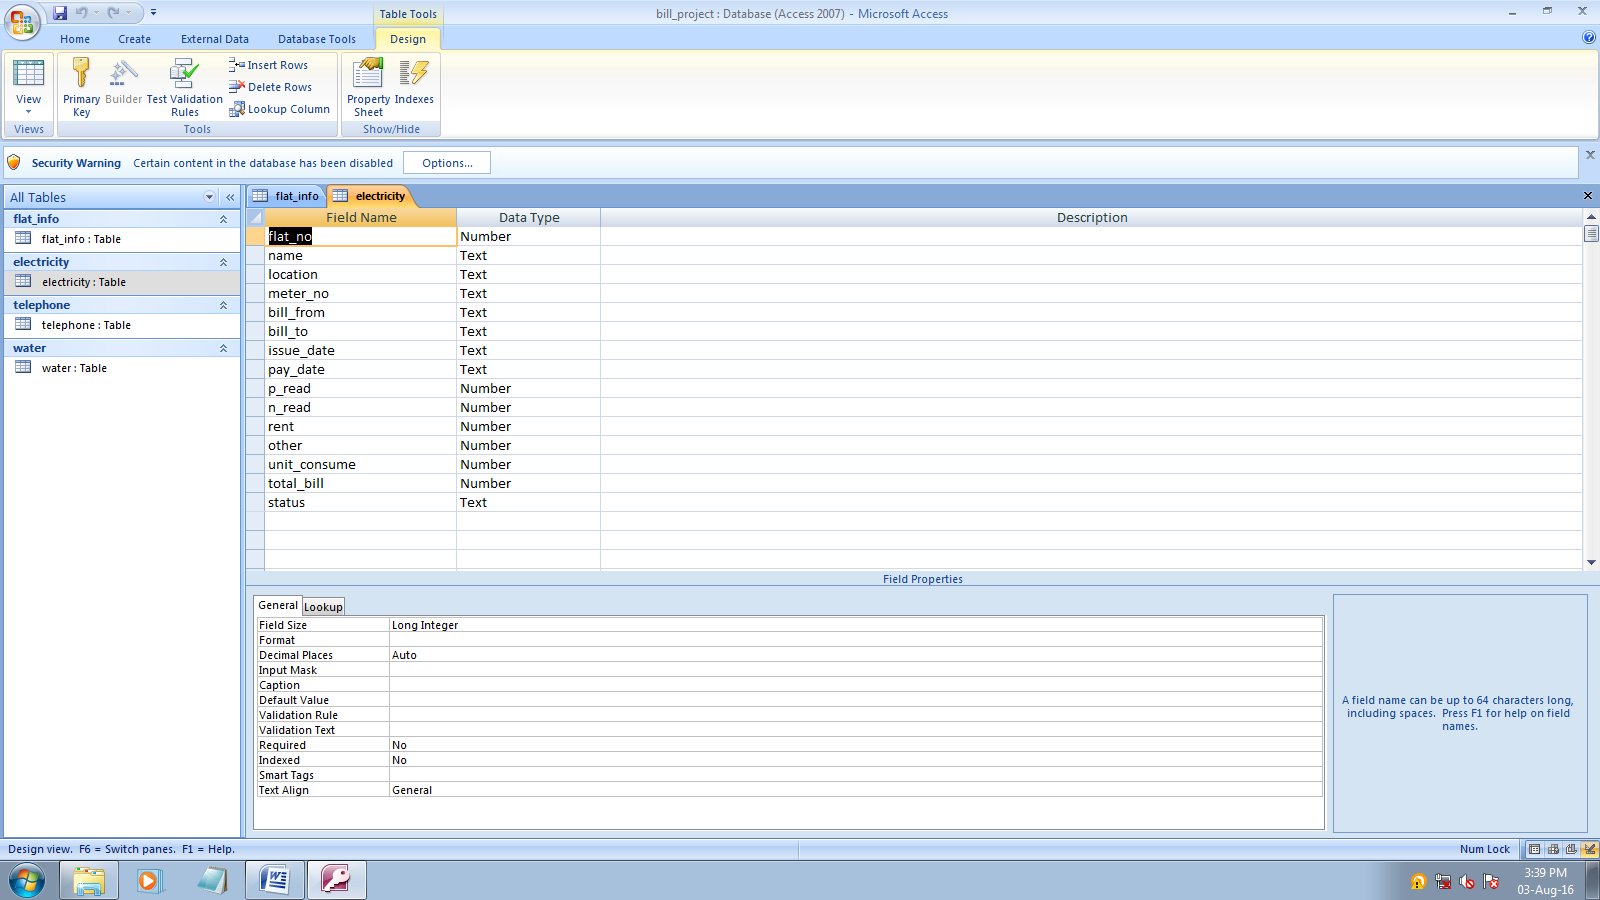 Table Tools
bill_project : Database (Access 2007) - Microsoft Access
Home Create External Data Database Tools Design
View
Primary Key
Builder
Test Validation Rules
Insert Rows
Delete Rows
Lookup Column
Property Sheet
Indexes
Views Tools Show/Hide
Security Warning Certain content in the database has been disabled Options...
All Tables
flat_info
flat_info : Table
electricity
electricity : Table
telephone
telephone : Table
water
water : Table
flat_info electricity
Field Name Data Type Description
flat_no Number
name Text
location Text
meter_no Text
bill_from Text
bill_to Text
issue_date Text
pay_date Text
p_read Number
n_read Number
rent Number
other Number
unit_consume Number
total_bill Number
status Text
Field Properties
General Lookup
Field Size Long Integer
Format
Decimal Places Auto
Input Mask
Caption
Default Value
Validation Rule
Validation Text
Required No
Indexed No
Smart Tags
Text Align General
A field name can be up to 64 characters long,
including spaces. Press F1 for help on field
names.
Design view. F6 = Switch panes. F1 = Help.
Num Lock
3:39 PM
03-Aug-16